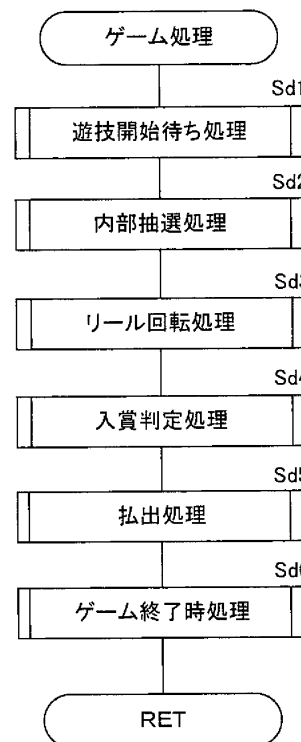 ゲーム処理
Sd1
遊技開始待ち処理
Sd2
内部抽選処理
Sd3
リール回転処理
Sd4
入賞判定処理
Sd5
払出処理
Sd6
ゲーム終了時処理
RET